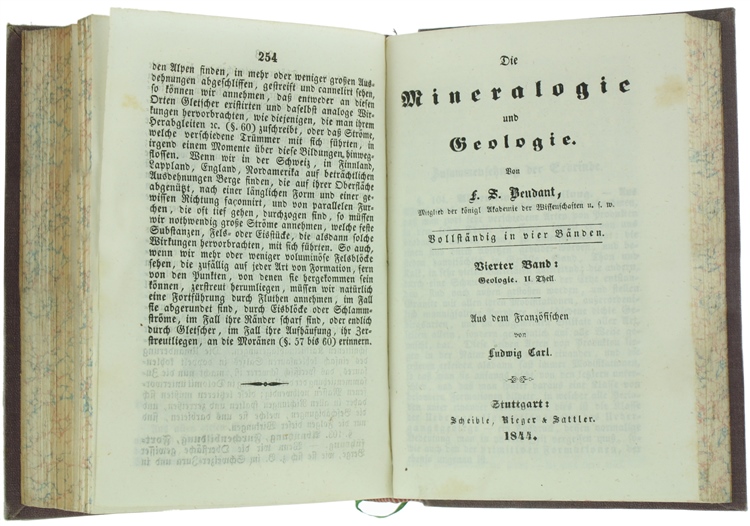 254
den Alpen finden, in mehr oder weniger großen Aus-
dehnungen abgeschliffen, gestreift und cannelirt sehen,
so können wir annehmen, daß entweder an diesen
Orten Gletscher existirten und daselbst analoge Wir-
kungen hervorbrachten, wie diejenigen, die man ihrem
Herabgleiten ꝛc. (§. 60) zuschreibt, oder daß Ströme,
welche verschiedene Trümmer mit sich führten, in
irgend einem Momente über diese Bildungen hinweg-
flossen. Wenn wir in der Schweiz, in Finnland,
Lappland, England, Nordamerika auf beträchtlichen
Ausdehnungen Berge finden, die auf ihrer Oberfläche
abgenützt, nach einer länglichen Form und einer ge-
wissen Richtung façonnirt, und von parallelen Fur-
chen, die oft tief gehen, durchzogen sind, so müssen
wir nothwendig große Ströme annehmen, welche feste
Substanzen, Fels- oder Eisstücke, die alsdann solche
Wirkungen hervorbrachten, mit sich führten. So auch,
wenn wir mehr oder weniger voluminöse Felsblöcke
sehen, die zufällig auf jeder Art von Formation, fern
von den Punkten, von denen sie hergekommen sein
können, zerstreut herumliegen, müssen wir natürlich
eine Fortführung durch Fluthen annehmen, im Fall
sie abgerundet sind, durch Eisblöcke oder Schlamm-
ströme, im Fall ihre Ränder scharf sind, oder endlich
durch Gletscher, im Fall ihre Aufhäufung, ihr Zer-
streutliegen, an die Moränen (§. 57 bis 60) erinnern.
Die
Mineralogie
und
Geologie.
Von
F. S. Beudant,
Mitglied der königl. Akademie der Wissenschaften u. s. w.
Vollständig in vier Bänden.
Vierter Band:
Geologie. II. Theil.
Aus dem Französischen
von
Ludwig Carl.
Stuttgart:
Scheible, Rieger & Sattler.
1844.